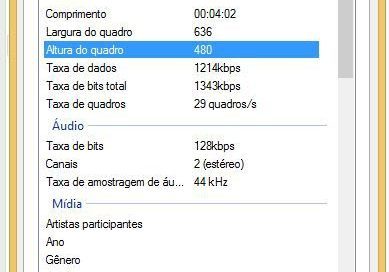 Comprimento 00:04:02
Largura do quadro 636
Altura do quadro 480
Taxa de dados 1214kbps
Taxa de bits total 1343kbps
Taxa de quadros 29 quadros/s
Áudio
Taxa de bits 128kbps
Canais 2 (estéreo)
Taxa de amostragem de áu... 44 kHz
Mídia
Artistas participantes
Ano
Gênero